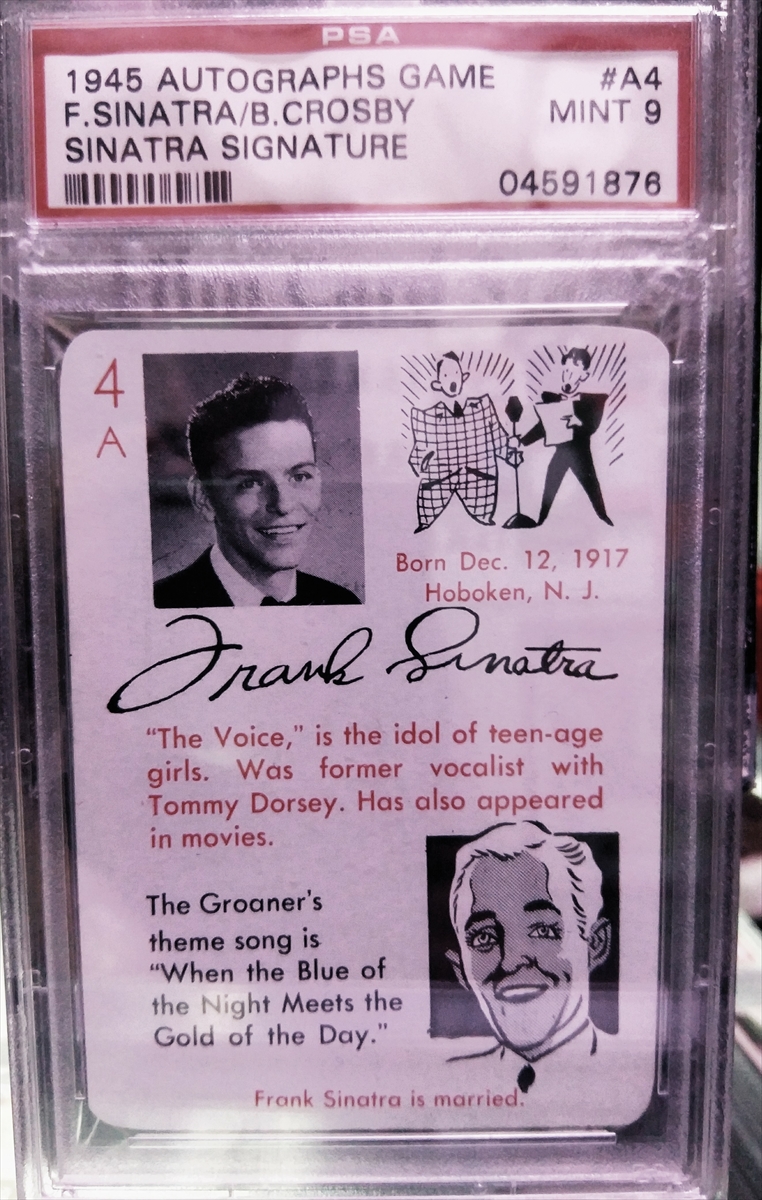 PSA
1945 AUTOGRAPHS GAME #A4
F.SINATRA/B.CROSBY MINT 9
SINATRA SIGNATURE
04591876
4
A
Born Dec. 12, 1917
Hoboken, N. J.
Frank Sinatra
“The Voice,” is the idol of teen-age
girls. Was former vocalist with
Tommy Dorsey. Has also appeared
in movies.
The Groaner’s
theme song is
“When the Blue of
the Night Meets the
Gold of the Day.”
Frank Sinatra is married.